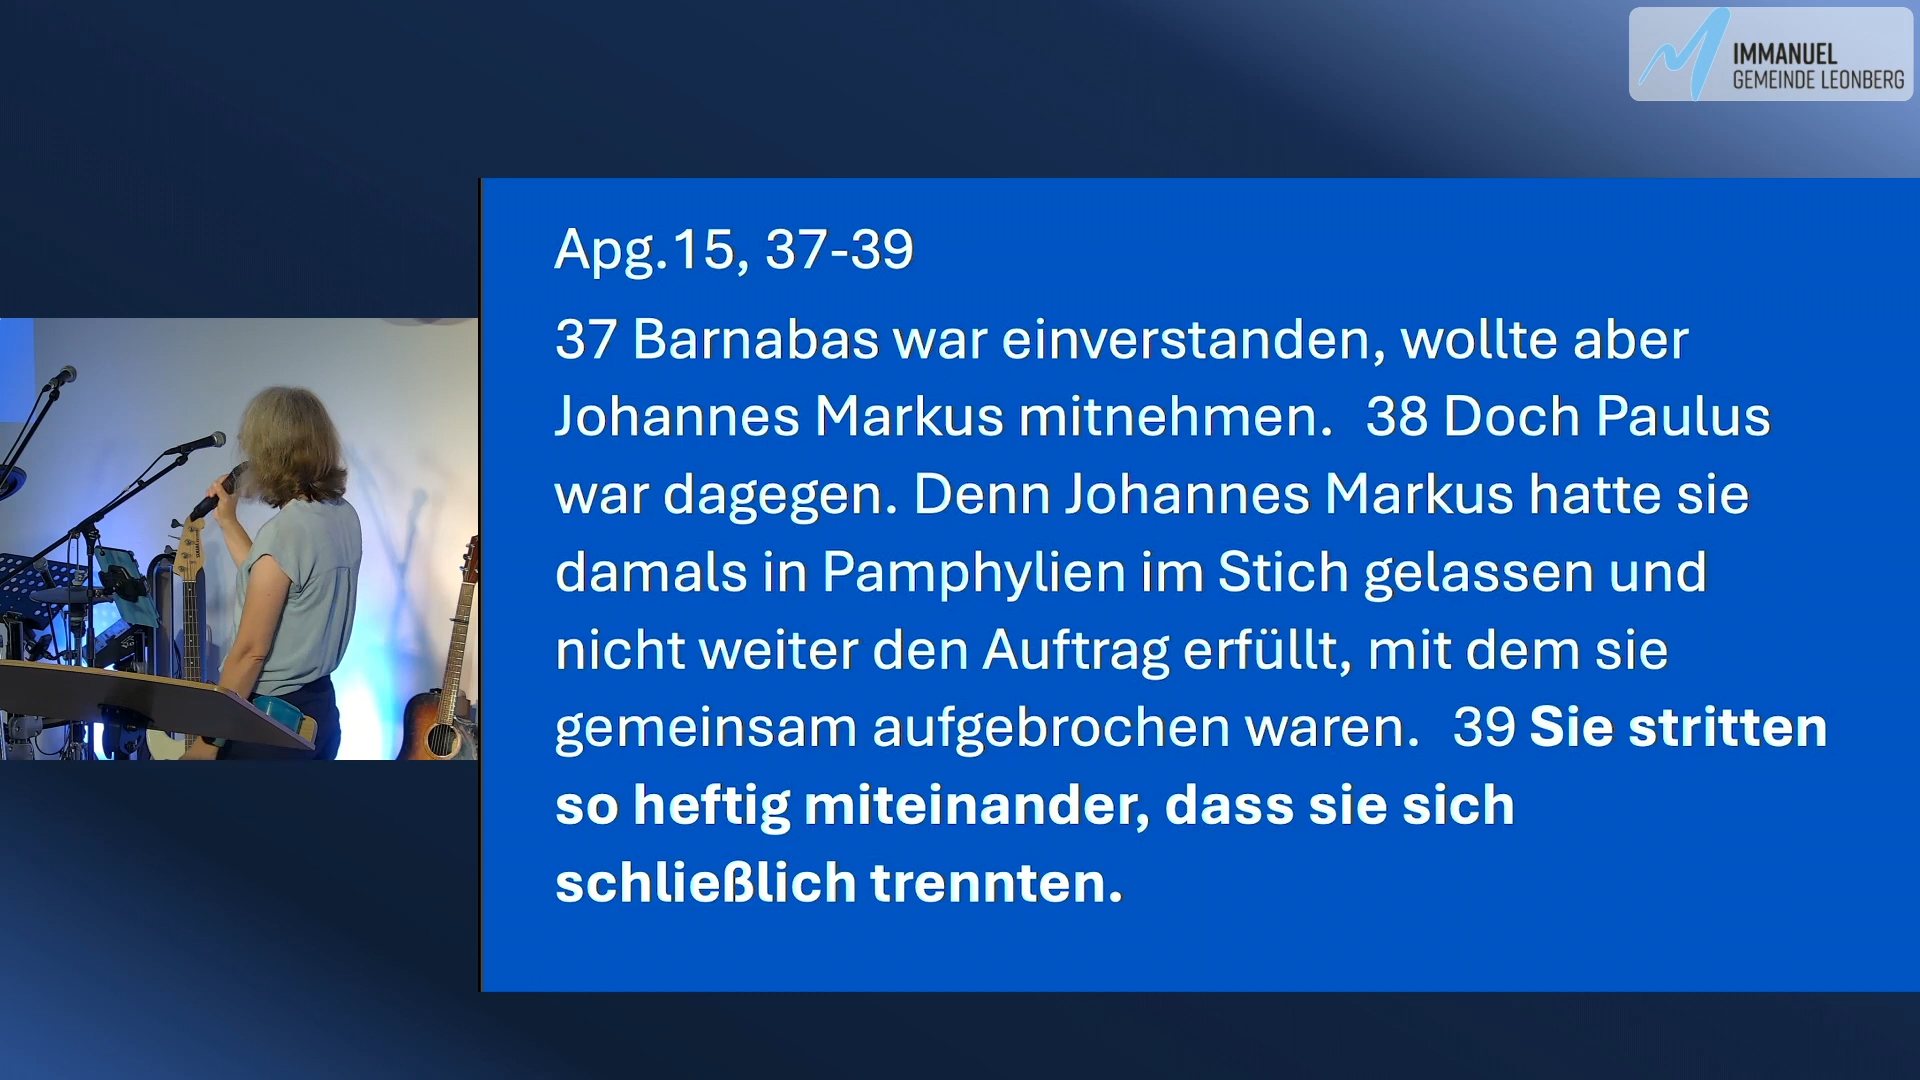 IMMANUEL
GEMEINDE LEONBERG
Apg.15, 37-39
37 Barnabas war einverstanden, wollte aber
Johannes Markus mitnehmen.  38 Doch Paulus
war dagegen. Denn Johannes Markus hatte sie
damals in Pamphylien im Stich gelassen und
nicht weiter den Auftrag erfüllt, mit dem sie
gemeinsam aufgebrochen waren.  39 Sie stritten
so heftig miteinander, dass sie sich
schließlich trennten.